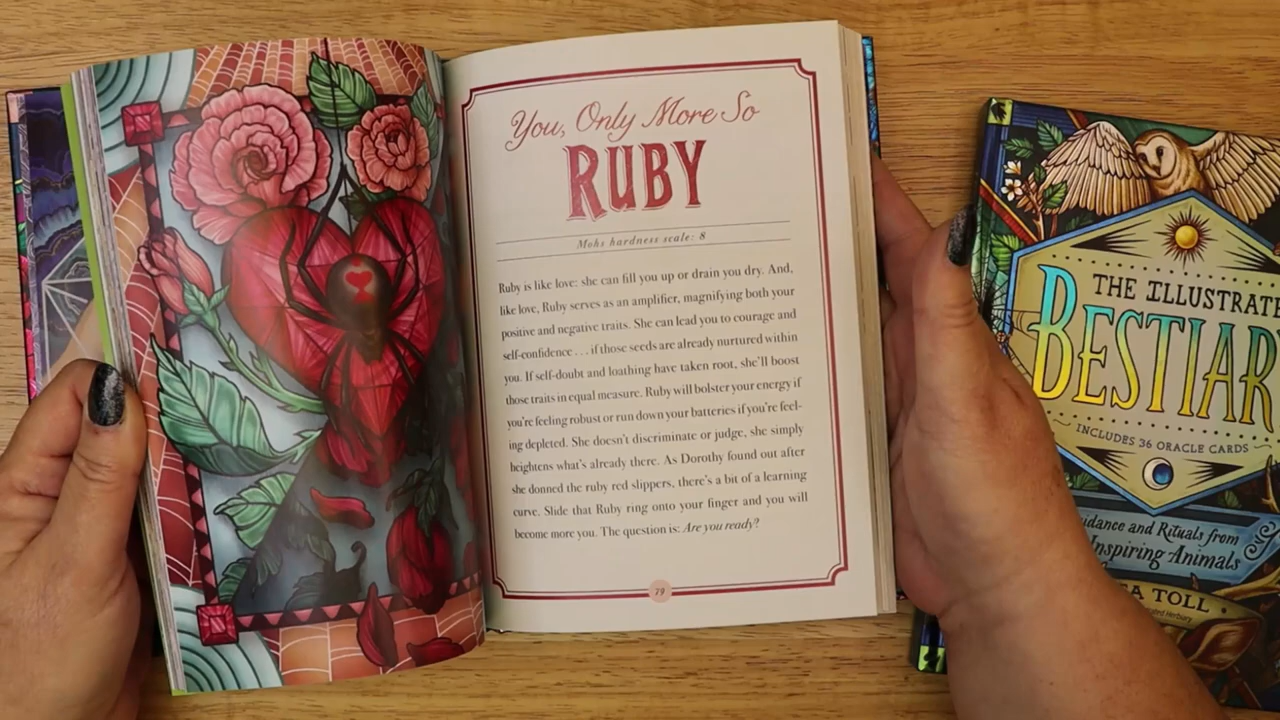 You, Only More So
RUBY
Mohs hardness scale: 8
Ruby is like love: she can fill you up or drain you dry. And,
like love, Ruby serves as an amplifier, magnifying both your
positive and negative traits. She can lead you to courage and
self-confidence . . . if those seeds are already nurtured within
you. If self-doubt and loathing have taken root, she'll boost
those traits in equal measure. Ruby will bolster your energy if
you're feeling robust or run down your batteries if you're feel-
ing depleted. She doesn't discriminate or judge, she simply
heightens what's already there. As Dorothy found out after
she donned the ruby red slippers, there's a bit of a learning
curve. Slide that Ruby ring onto your finger and you will
become more you. The question is: Are you ready?
79
THE ILLUSTRATE
BESTIAR
INCLUDES 36 ORACLE CARDS
uidance and Rituals from
Inspiring Animals
TOLL
Herbiary